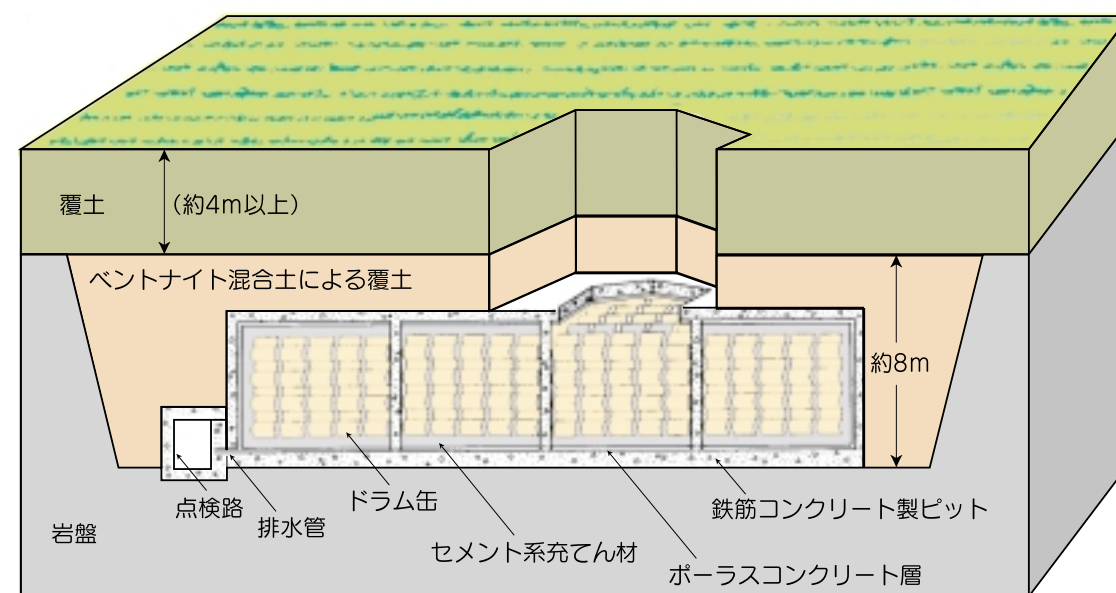 覆土
(約4m以上)
ベントナイト混合土による覆土
約8m
点検路
排水管
ドラム缶
鉄筋コンクリート製ピット
岩盤
セメント系充てん材
ポーラスコンクリート層